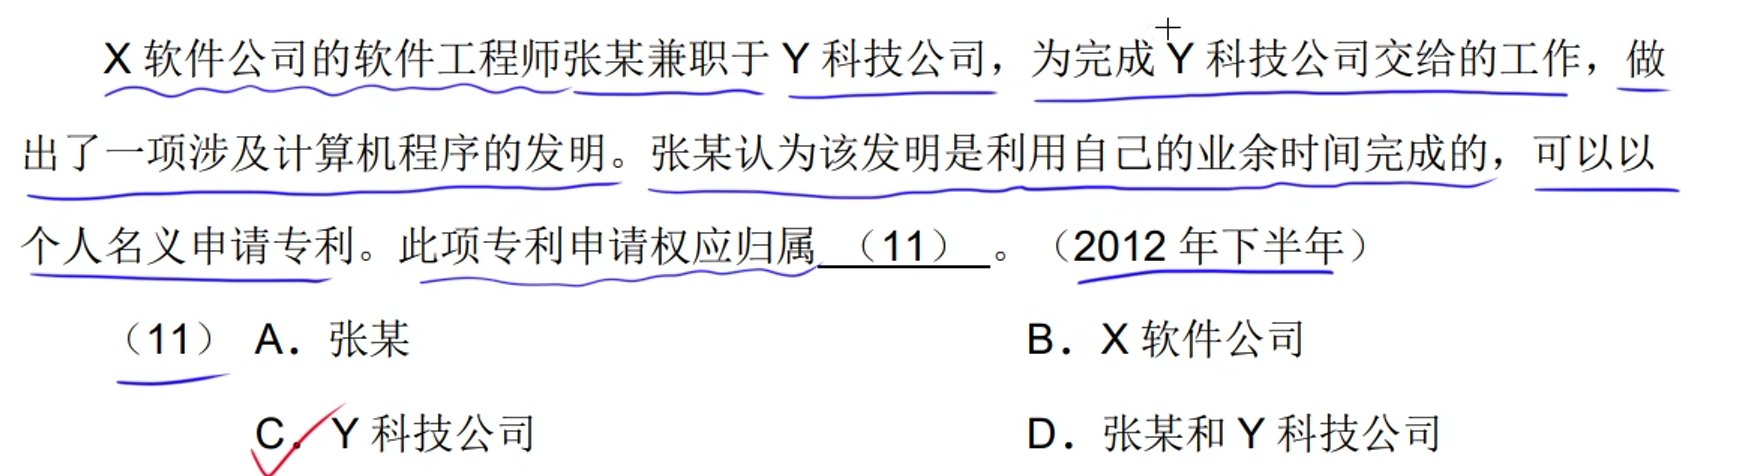 X 软件公司的软件工程师张某兼职于 Y 科技公司，为完成 Y 科技公司交给的工作，做
出了一项涉及计算机程序的发明。张某认为该发明是利用自己的业余时间完成的，可以以
个人名义申请专利。此项专利申请权应归属 （11） 。（2012 年下半年）
（11） A．张某 B．X 软件公司
C．Y 科技公司 D．张某和 Y 科技公司